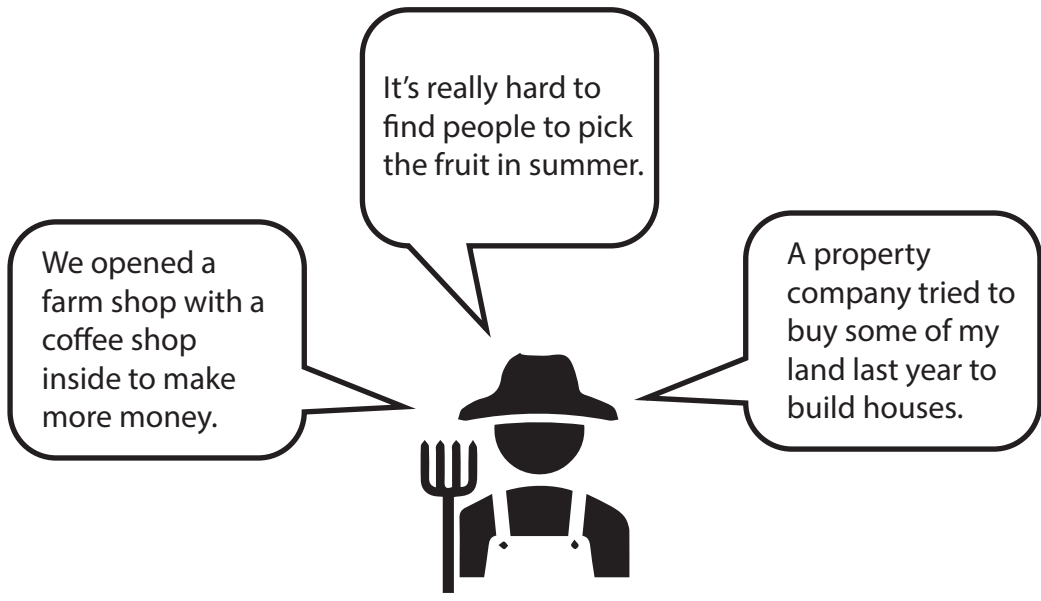 It’s really hard to
find people to pick
the fruit in summer.
We opened a
farm shop with a
coffee shop
inside to make
more money.
A property
company tried to
buy some of my
land last year to
build houses.